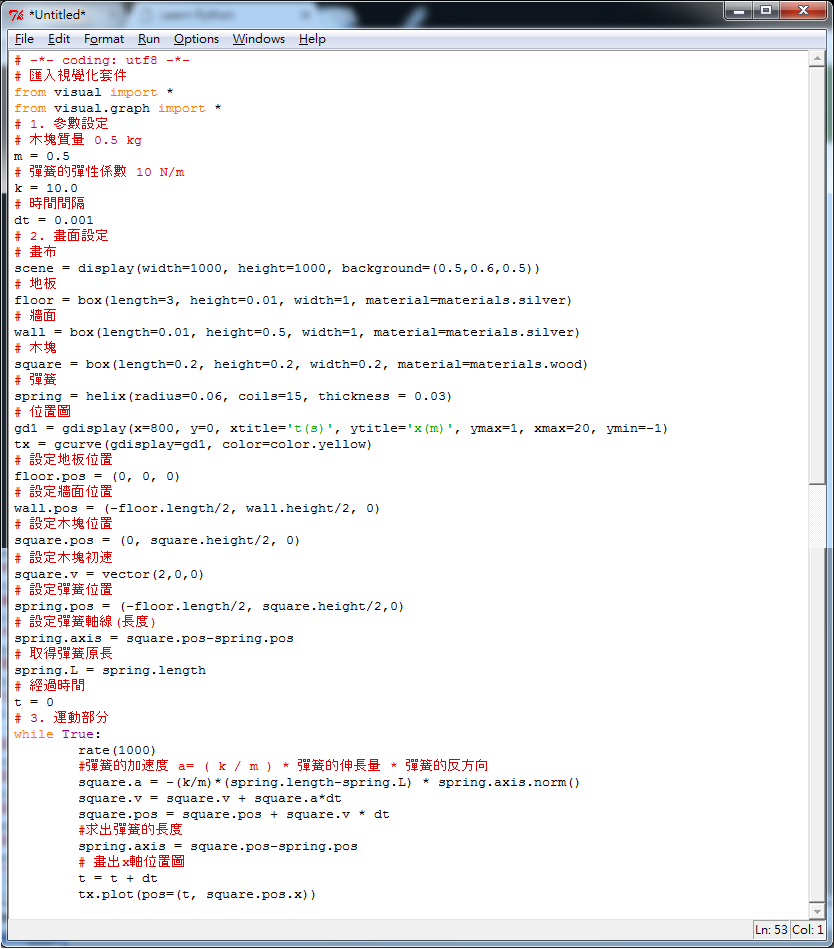 *Untitled*
File Edit Format Run Options Windows Help
# -*- coding: utf8 -*-
# 匯入視覺化套件
from visual import *
from visual.graph import *
# 1. 參數設定
# 木塊質量 0.5 kg
m = 0.5
# 彈簧的彈性係數 10 N/m
k = 10.0
# 時間間隔
dt = 0.001
# 2. 畫面設定
# 畫布
scene = display(width=1000, height=1000, background=(0.5,0.6,0.5))
# 地板
floor = box(length=3, height=0.01, width=1, material=materials.silver)
# 牆面
wall = box(length=0.01, height=0.5, width=1, material=materials.silver)
# 木塊
square = box(length=0.2, height=0.2, width=0.2, material=materials.wood)
# 彈簧
spring = helix(radius=0.06, coils=15, thickness = 0.03)
# 位置圖
gd1 = gdisplay(x=800, y=0, xtitle='t(s)', ytitle='x(m)', ymax=1, xmax=20, ymin=-1)
tx = gcurve(gdisplay=gd1, color=color.yellow)
# 設定地板位置
floor.pos = (0, 0, 0)
# 設定牆面位置
wall.pos = (-floor.length/2, wall.height/2, 0)
# 設定木塊位置
square.pos = (0, square.height/2, 0)
# 設定木塊初速
square.v = vector(2,0,0)
# 設定彈簧位置
spring.pos = (-floor.length/2, square.height/2,0)
# 設定彈簧軸線(長度)
spring.axis = square.pos-spring.pos
# 取得彈簧原長
spring.L = spring.length
# 經過時間
t = 0
# 3. 運動部分
while True:
rate(1000)
#彈簧的加速度 a= ( k / m ) * 彈簧的伸長量 * 彈簧的反方向
square.a = -(k/m)*(spring.length-spring.L) * spring.axis.norm()
square.v = square.v + square.a*dt
square.pos = square.pos + square.v * dt
#求出彈簧的長度
spring.axis = square.pos-spring.pos
# 畫出x軸位置圖
t = t + dt
tx.plot(pos=(t, square.pos.x))
Ln: 53 Col: 1